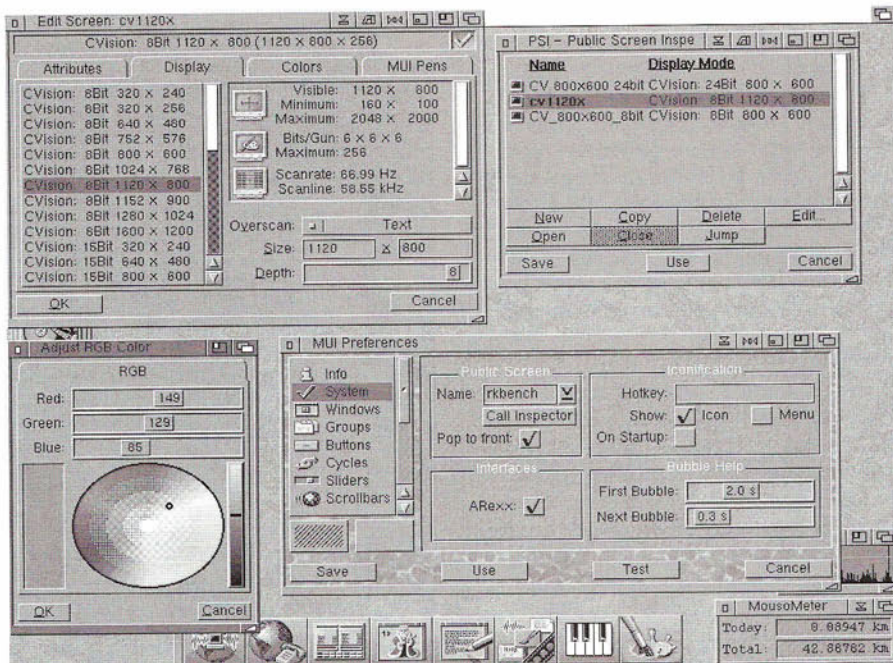 Edit Screen: cv1120x
CVision: 8Bit 1120 x 800 (1120 x 800 x 256)
Attributes
Display
Colors
MUI Pens
CVision: 8Bit 320 x 240
CVision: 8Bit 320 x 256
CVision: 8Bit 640 x 480
CVision: 8Bit 752 x 576
CVision: 8Bit 800 x 600
CVision: 8Bit 1024 x 768
CVision: 8Bit 1120 x 800
CVision: 8Bit 1152 x 900
CVision: 8Bit 1280 x 1024
CVision: 8Bit 1600 x 1200
CVision: 15Bit 320 x 240
CVision: 15Bit 640 x 480
CVision: 15Bit 800 x 600
Visible: 1120 x 800
Minimum: 160 x 100
Maximum: 2048 x 2000
Bits/Gun: 6 x 6 x 6
Maximum: 256
Scanrate: 66.99 Hz
Scanline: 58.55 kHz
Overscan: Text
Size: 1120 x 800
Depth: 8
OK
Cancel
PSI - Public Screen Inspe
Name Display Mode
CV 800x600 24bit CVision: 24Bit 800 x 600
cv1120x CVision: 8Bit 1120 x 800
CV_800x600_8bit CVision: 8Bit 800 x 600
New
Copy
Delete
Edit...
Open
Close
Jump
Save
Use
Cancel
Adjust RGB Color
RGB
Red: 149
Green: 129
Blue: 85
OK
Cancel
MUI Preferences
Info
System
Windows
Groups
Buttons
Cycles
Sliders
Scrollbars
Public Screen
Name: rkbench
Call Inspector
Pop to front:
Interfaces
ARexx:
Iconification
Hotkey:
Show: Icon Menu
On Startup:
Bubble Help
First Bubble: 2.0 s
Next Bubble: 0.3 s
Save
Use
Test
Cancel
MousoMeter
Today: 0.08947 km
Total: 42.86762 km